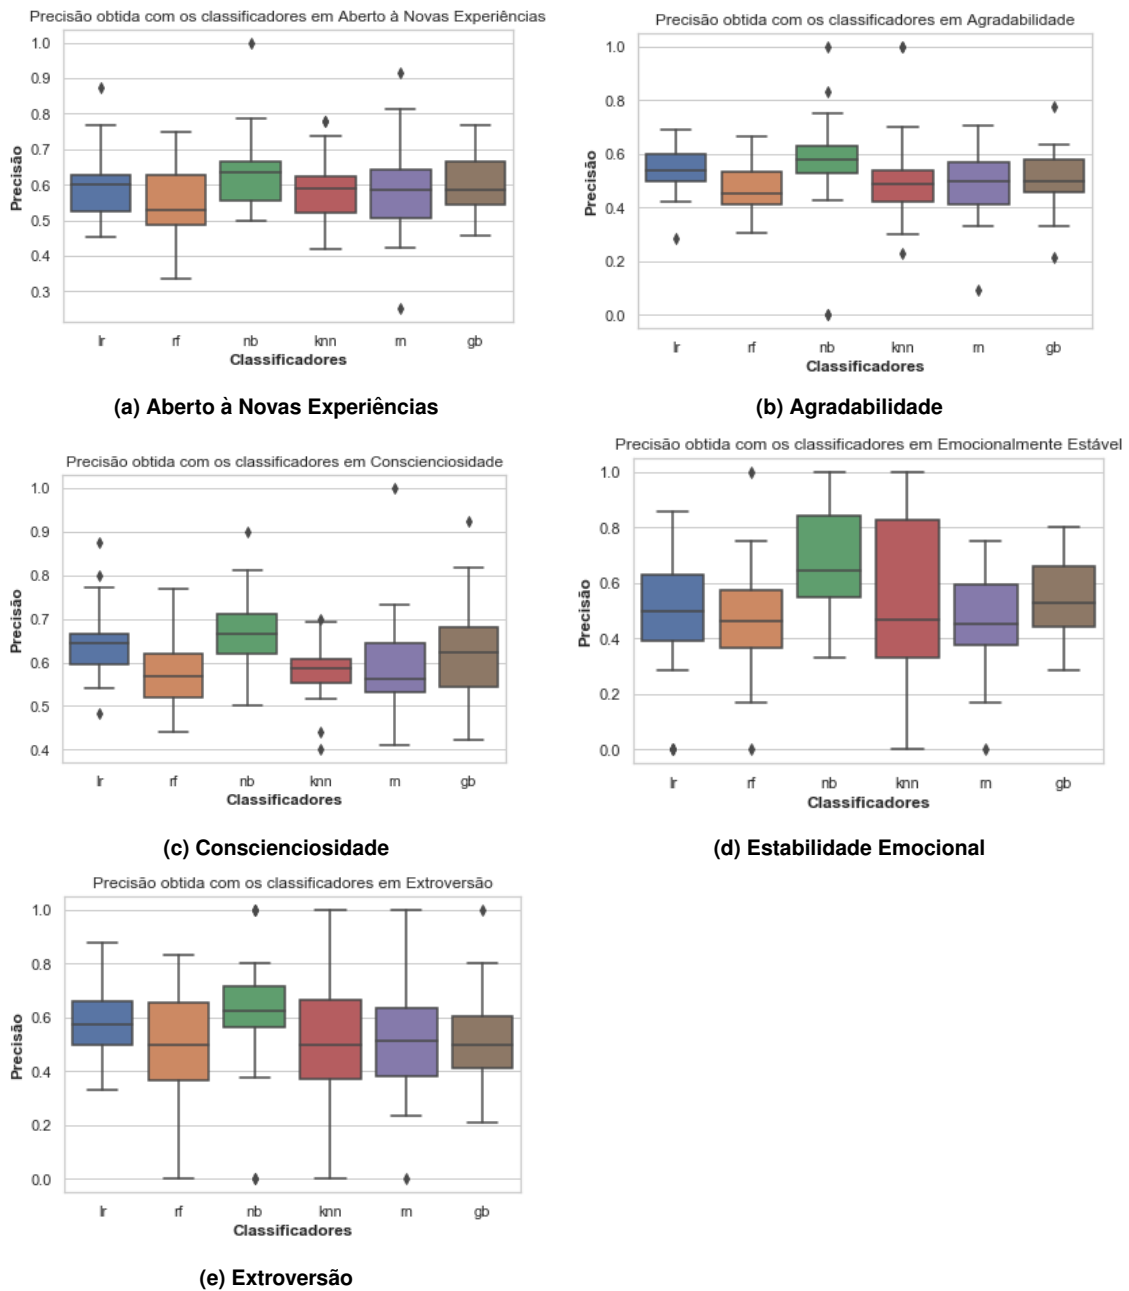 Precisão obtida com os classificadores em Aberto à Novas Experiências
1.0
0.9
0.8
0.7
0.6
0.5
0.4
0.3
Precisão
lr rf nb knn rn gb
Classificadores
(a) Aberto à Novas Experiências
Precisão obtida com os classificadores em Agradabilidade
1.0
0.8
0.6
0.4
0.2
0.0
Precisão
lr rf nb knn rn gb
Classificadores
(b) Agradabilidade
Precisão obtida com os classificadores em Conscienciosidade
1.0
0.9
0.8
0.7
0.6
0.5
0.4
Precisão
lr rf nb knn rn gb
Classificadores
(c) Conscienciosidade
Precisão obtida com os classificadores em Emocionalmente Estável
1.0
0.8
0.6
0.4
0.2
0.0
Precisão
lr rf nb knn rn gb
Classificadores
(d) Estabilidade Emocional
Precisão obtida com os classificadores em Extroversão
1.0
0.8
0.6
0.4
0.2
0.0
Precisão
lr rf nb knn rn gb
Classificadores
(e) Extroversão